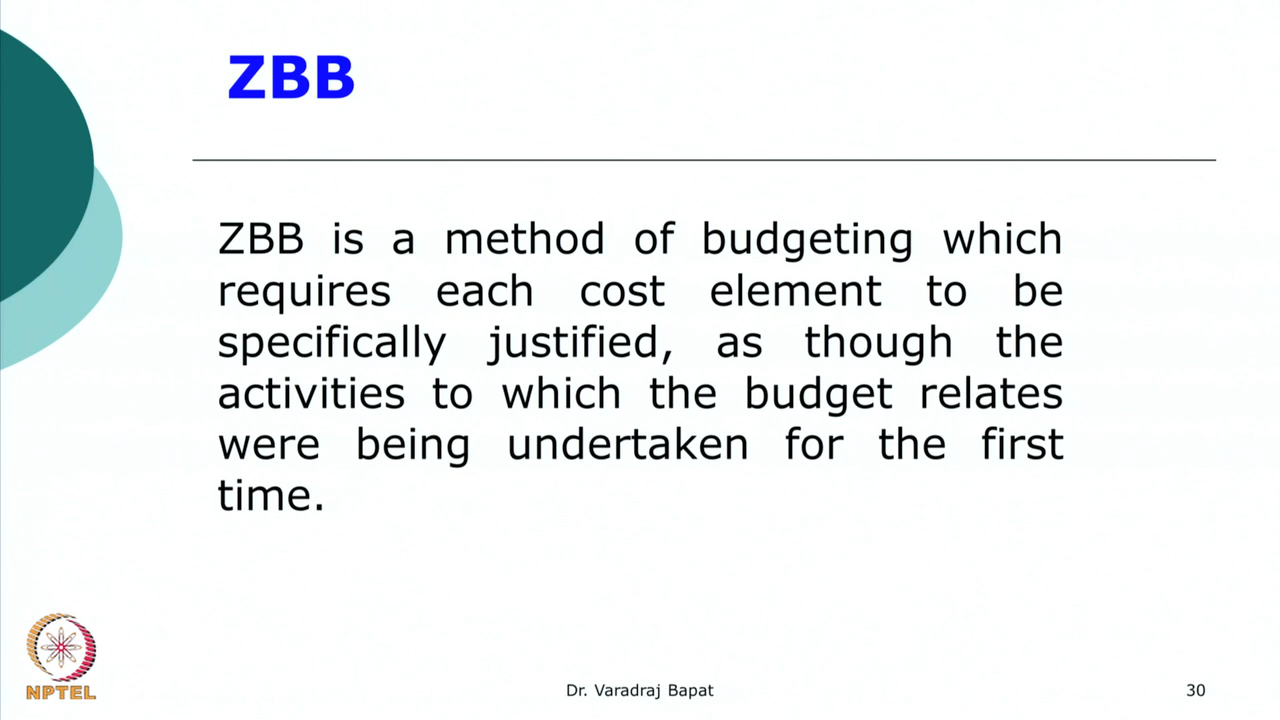 ZBB
ZBB is a method of budgeting which
requires each cost element to be
specifically justified, as though the
activities to which the budget relates
were being undertaken for the first
time.
NPTEL
Dr. Varadraj Bapat
30